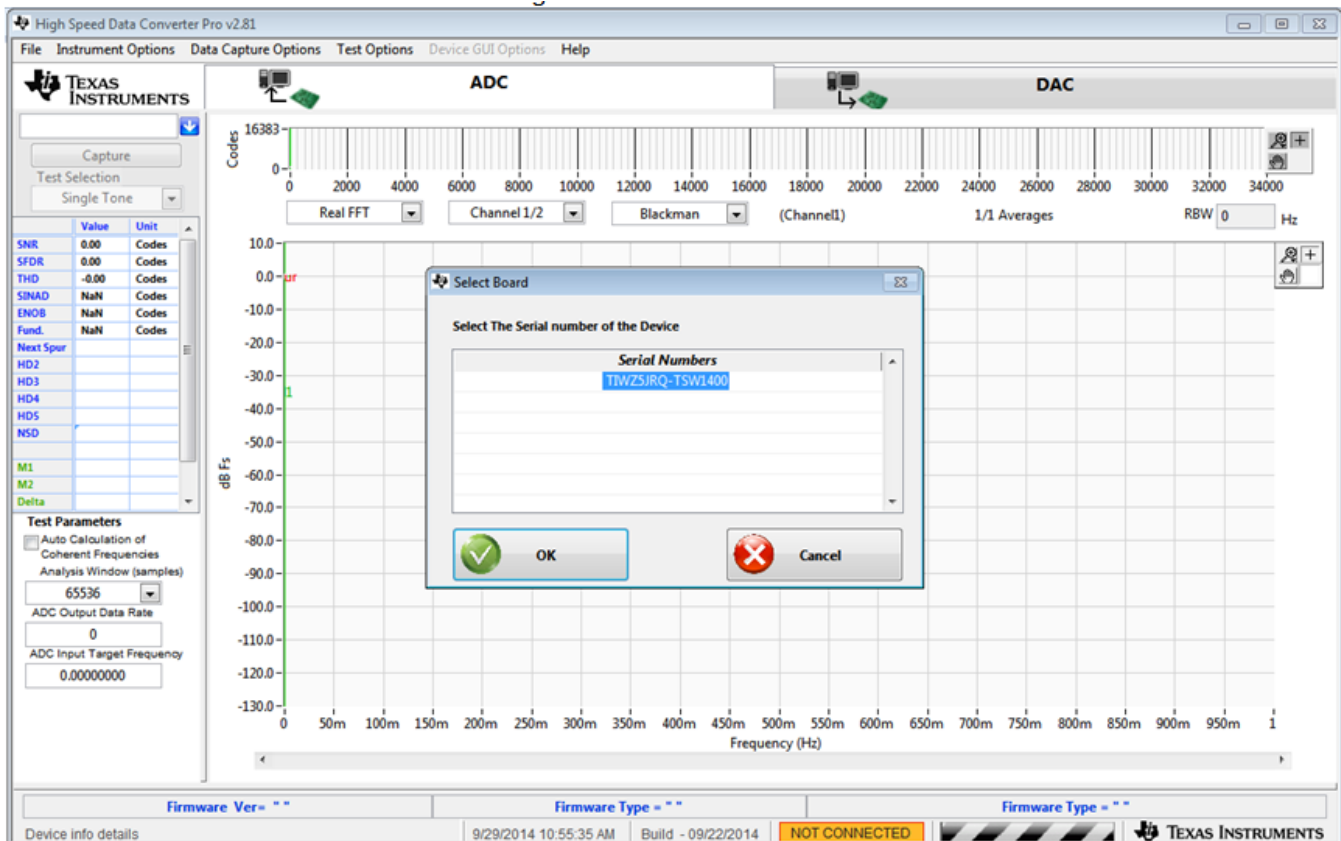 High Speed Data Converter Pro v2.81
File Instrument Options Data Capture Options Test Options Device GUI Options Help
TEXAS INSTRUMENTS
ADC
DAC
Capture
Test Selection
Single Tone
Codes
16383
0
0 2000 4000 6000 8000 10000 12000 14000 16000 18000 20000 22000 24000 26000 28000 30000 32000 34000
Real FFT Channel 1/2 Blackman (Channel1) 1/1 Averages RBW 0 Hz
Value Unit
SNR 0.00 Codes
SFDR 0.00 Codes
THD -0.00 Codes
SINAD NaN Codes
ENOB NaN Codes
Fund. NaN Codes
Next Spur
HD2
HD3
HD4
HD5
NSD
M1
M2
Delta
Test Parameters
Auto Calculation of
Coherent Frequencies
Analysis Window (samples)
65536
ADC Output Data Rate
0
ADC Input Target Frequency
0.00000000
dB Fs
10.0
0.0
-10.0
-20.0
-30.0
-40.0
-50.0
-60.0
-70.0
-80.0
-90.0
-100.0
-110.0
-120.0
-130.0
1
Select Board
Select The Serial number of the Device
Serial Numbers
TIWZ5JRQ-TSW1400
OK Cancel
0 50m 100m 150m 200m 250m 300m 350m 400m 450m 500m 550m 600m 650m 700m 750m 800m 850m 900m 950m 1
Frequency (Hz)
Firmware Ver= " " Firmware Type = " " Firmware Type = " "
Device info details 9/29/2014 10:55:35 AM Build - 09/22/2014 NOT CONNECTED TEXAS INSTRUMENTS